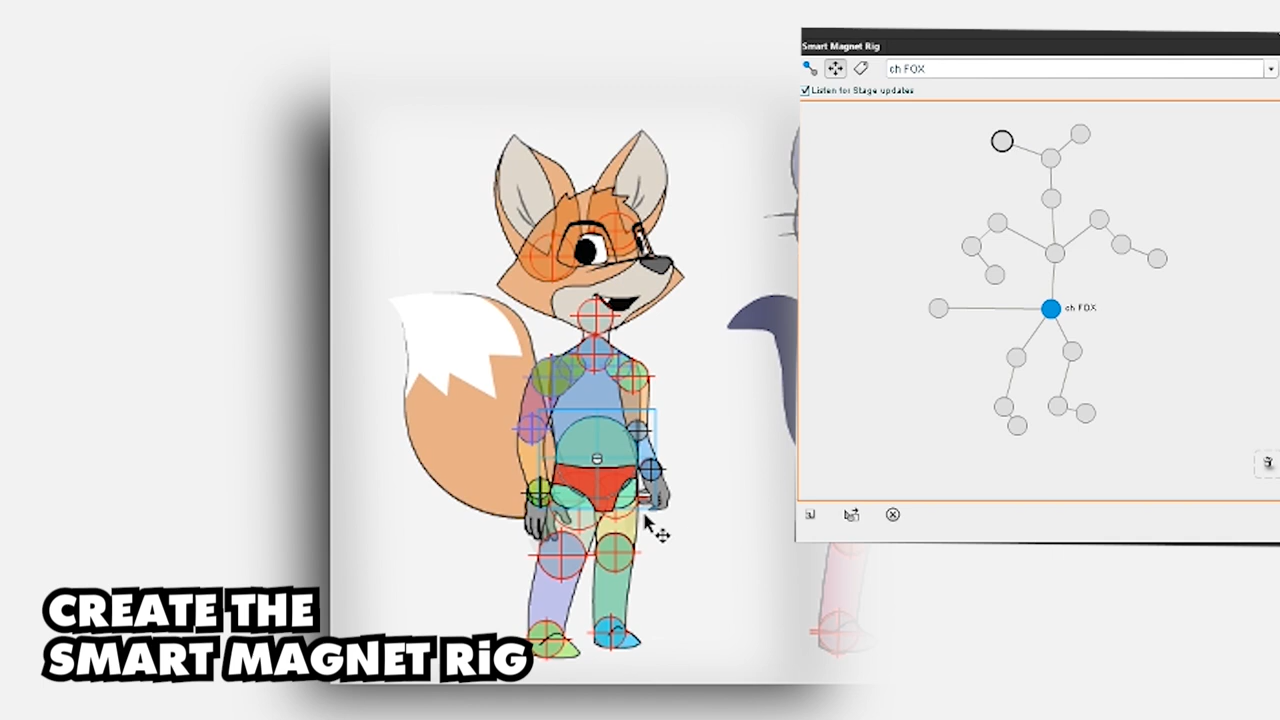 Smart Magnet Rig
ch FOX
Listen for Stage updates
ch FOX
CREATE THE
SMART MAGNET RiG